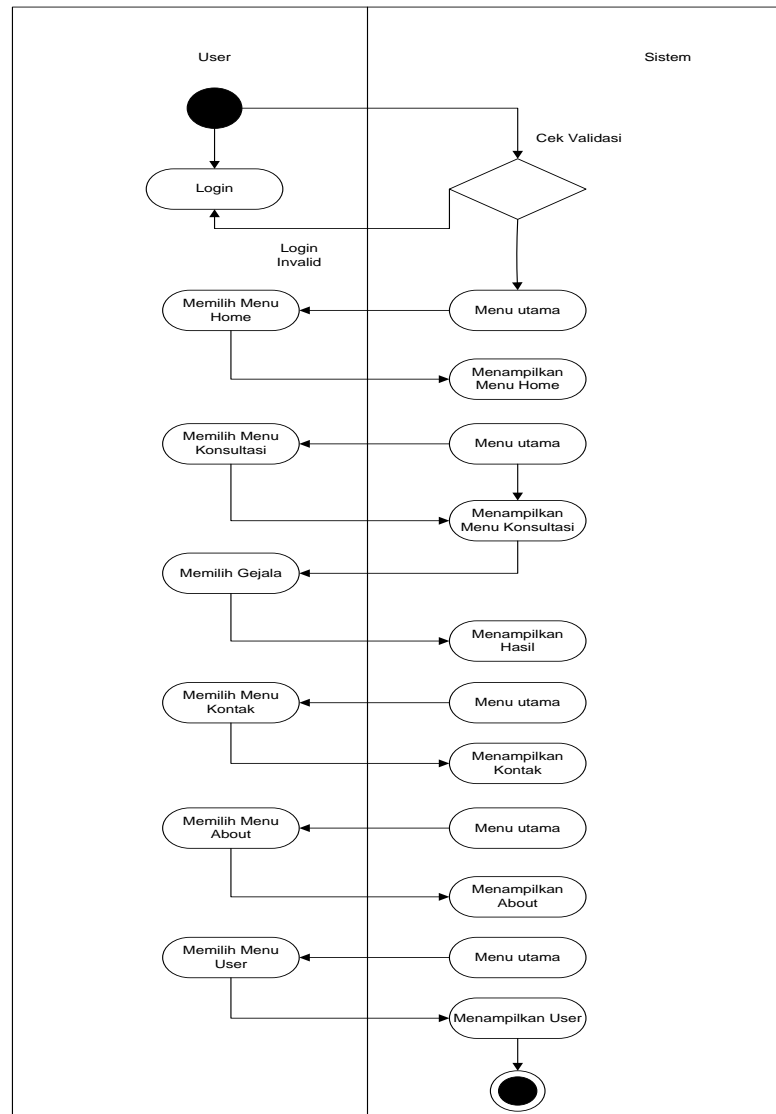 User
Sistem
Cek Validasi
Login
Login
Invalid
Memilih Menu
Home
Menu utama
Menampilkan
Menu Home
Memilih Menu
Konsultasi
Menu utama
Menampilkan
Menu Konsultasi
Memilih Gejala
Menampilkan
Hasil
Memilih Menu
Kontak
Menu utama
Menampilkan
Kontak
Memilih Menu
About
Menu utama
Menampilkan
About
Memilih Menu
User
Menu utama
Menampilkan User